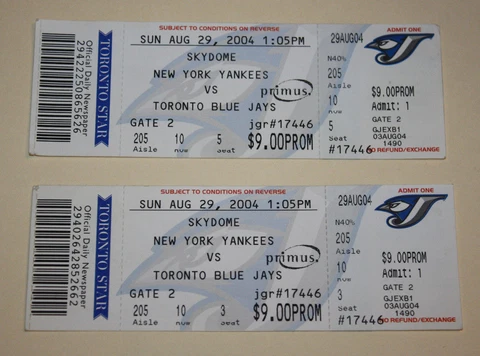 SUBJECT TO CONDITIONS ON REVERSE
SUN AUG 29, 2004 1:05PM
SKYDOME
NEW YORK YANKEES
VS primus.
TORONTO BLUE JAYS
GATE 2 jgr#17446
205 10 5 $9.00PROM
Aisle Row Seat
TORONTO STAR
Official Daily Newspaper
29422250865626
29AUG04 ADMIT ONE
N40%
205
Aisle $9.00PROM
10 Admit: 1
Row GATE 2
5 GJEXB1
Seat 03AUG04
1490
#17446 NO REFUND/EXCHANGE
SUBJECT TO CONDITIONS ON REVERSE
SUN AUG 29, 2004 1:05PM
SKYDOME
NEW YORK YANKEES
VS primus.
TORONTO BLUE JAYS
GATE 2 jgr#17446
205 10 3 $9.00PROM
Aisle Row Seat
TORONTO STAR
Official Daily Newspaper
29402642852662
29AUG04 ADMIT ONE
N40%
205
Aisle $9.00PROM
10 Admit: 1
Row GATE 2
3 GJEXB1
Seat 03AUG04
1490
#17446 NO REFUND/EXCHANGE